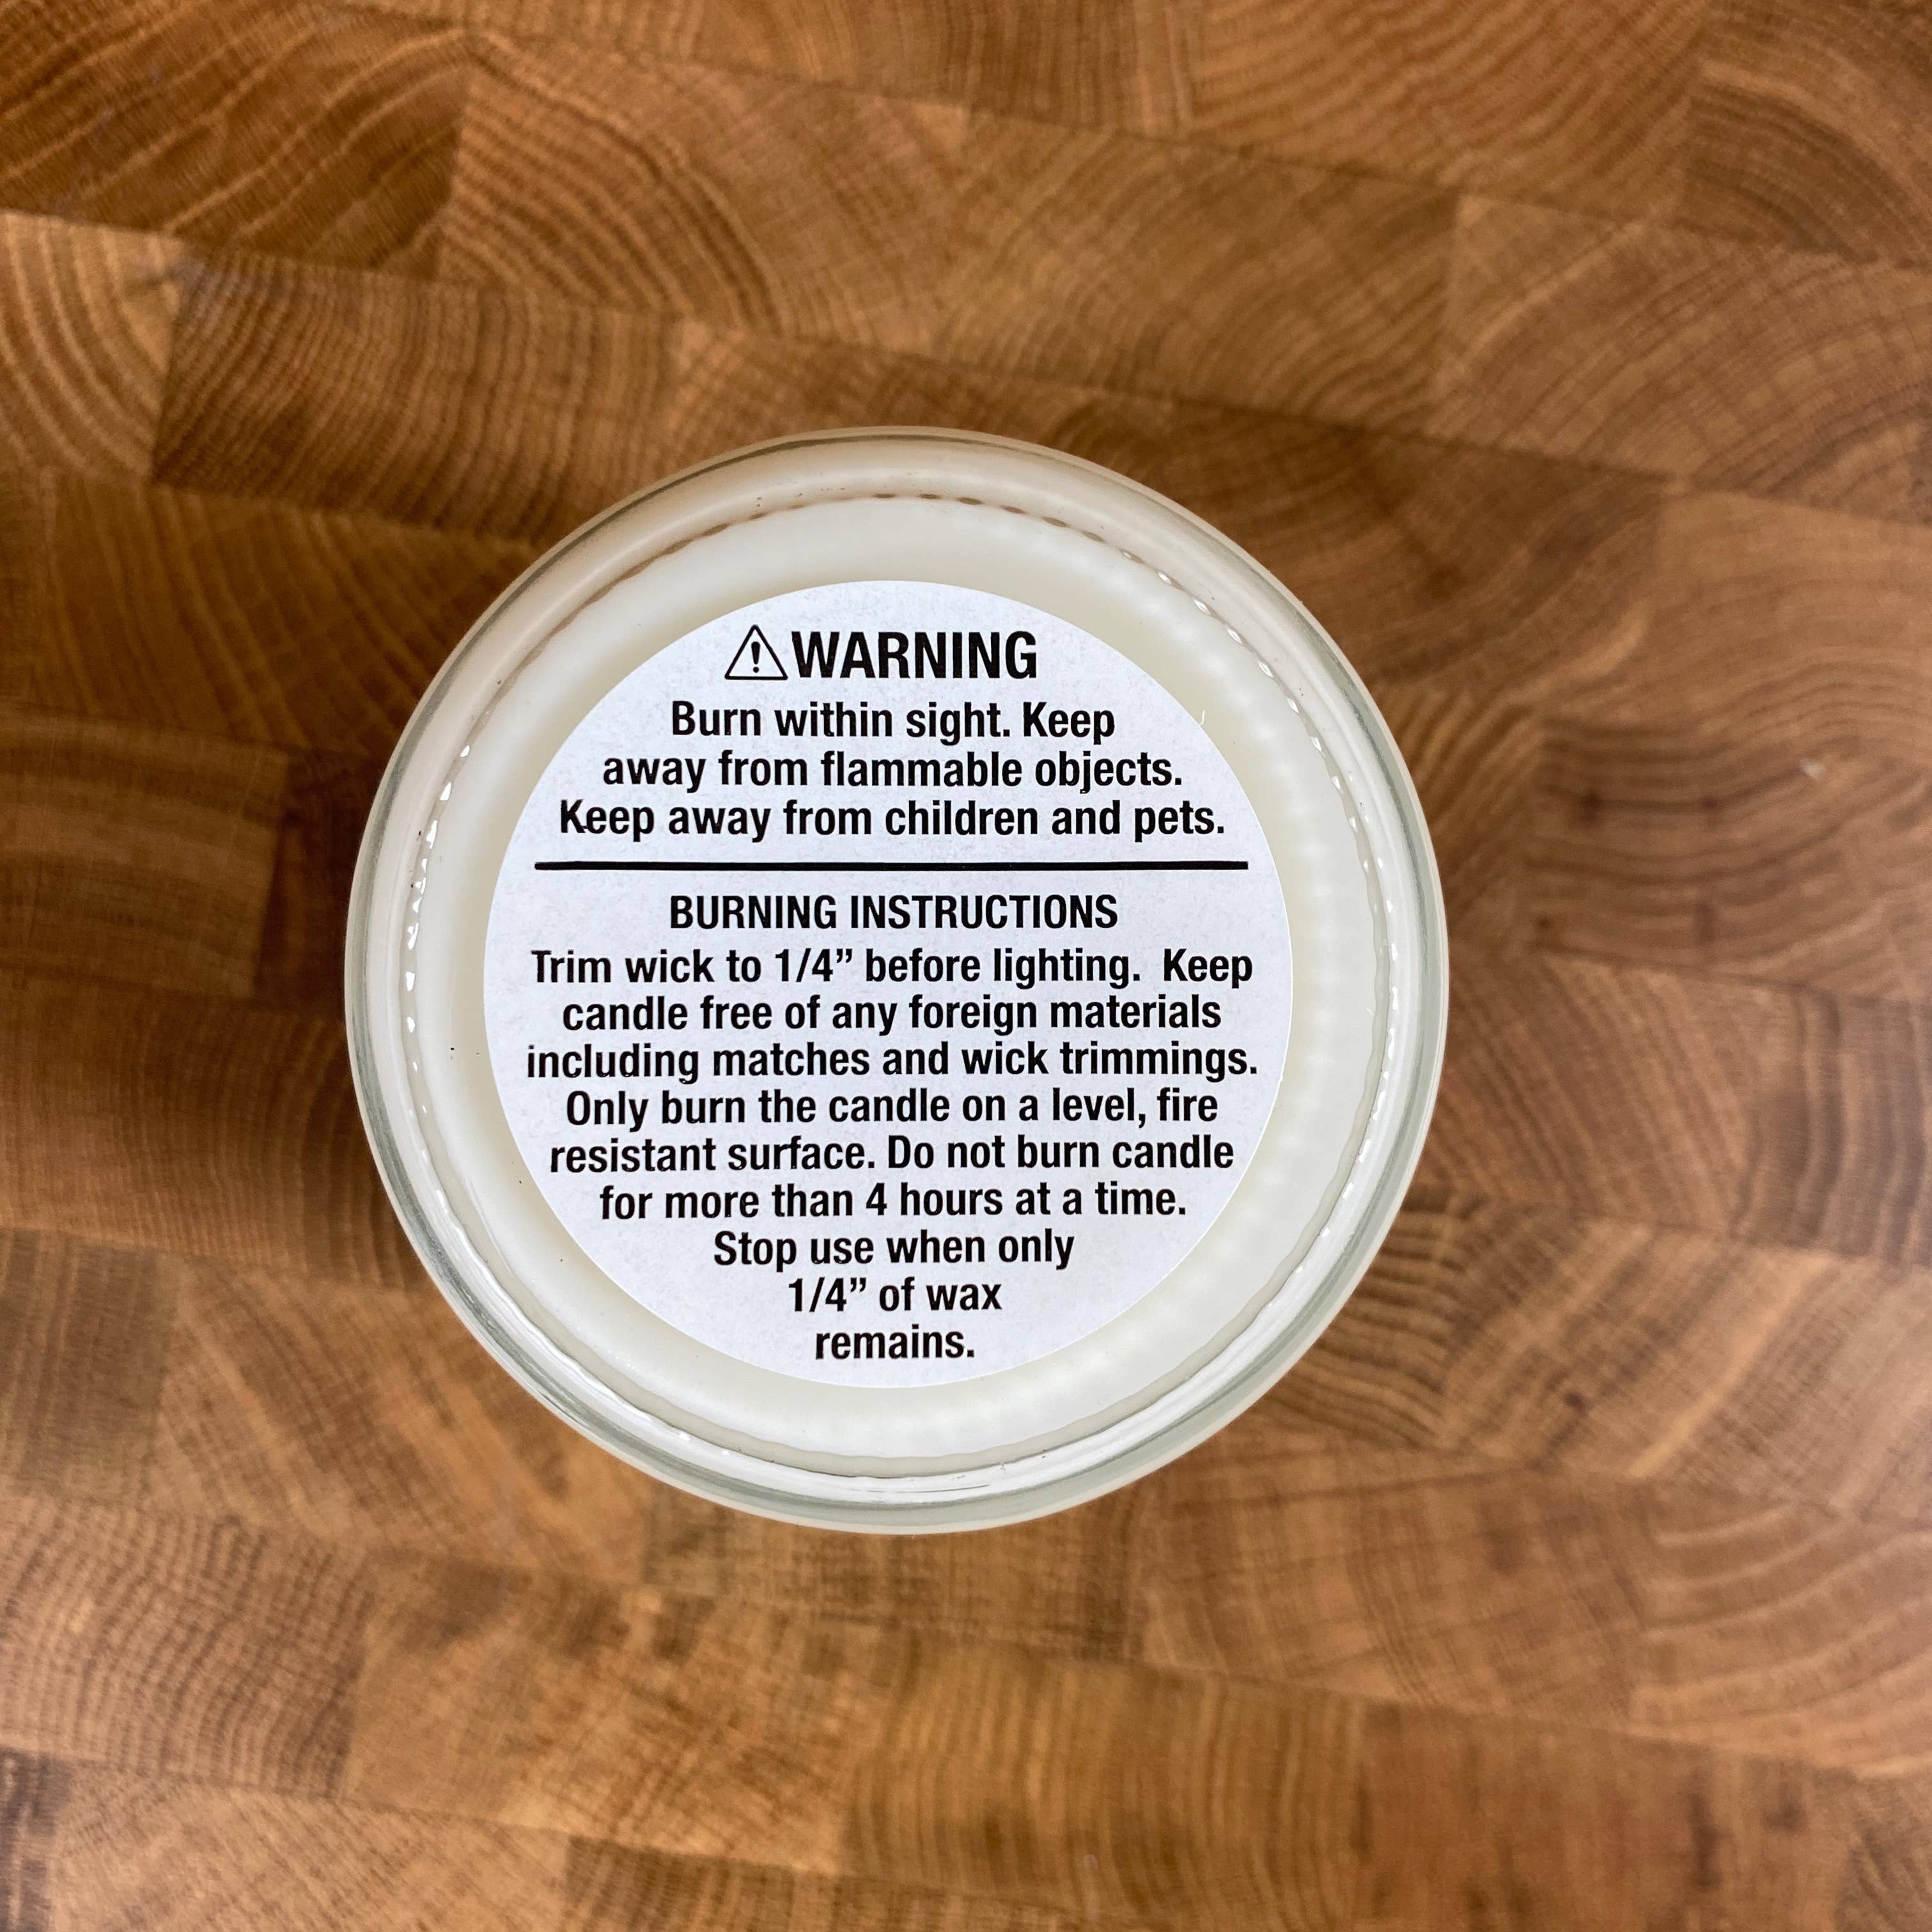 ⚠WARNING
Burn within sight. Keep
away from flammable objects.
Keep away from children and pets.
BURNING INSTRUCTIONS
Trim wick to 1/4” before lighting.  Keep
candle free of any foreign materials
including matches and wick trimmings.
Only burn the candle on a level, fire
resistant surface. Do not burn candle
for more than 4 hours at a time.
Stop use when only
1/4” of wax
remains.